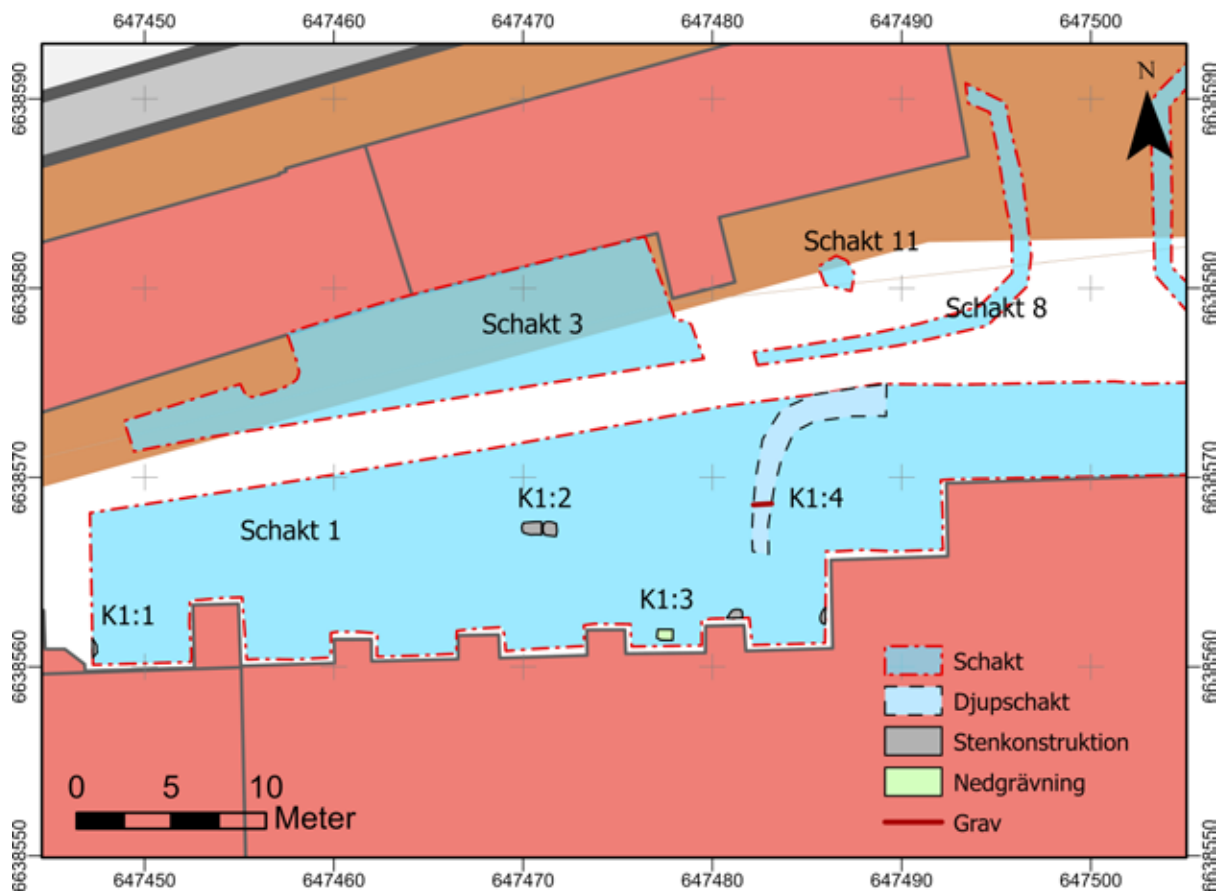 647450 647460 647470 647480 647490 647500
6638590 6638590
N
Schakt 11
6638580 6638580
Schakt 3
Schakt 8
6638570 6638570
K1:2 K1:4
Schakt 1
K1:3
K1:1
6638560 6638560
Schakt
Djupschakt
Stenkonstruktion
Nedgrävning
Grav
0 5 10
Meter
6638550 6638550
647450 647460 647470 647480 647490 647500